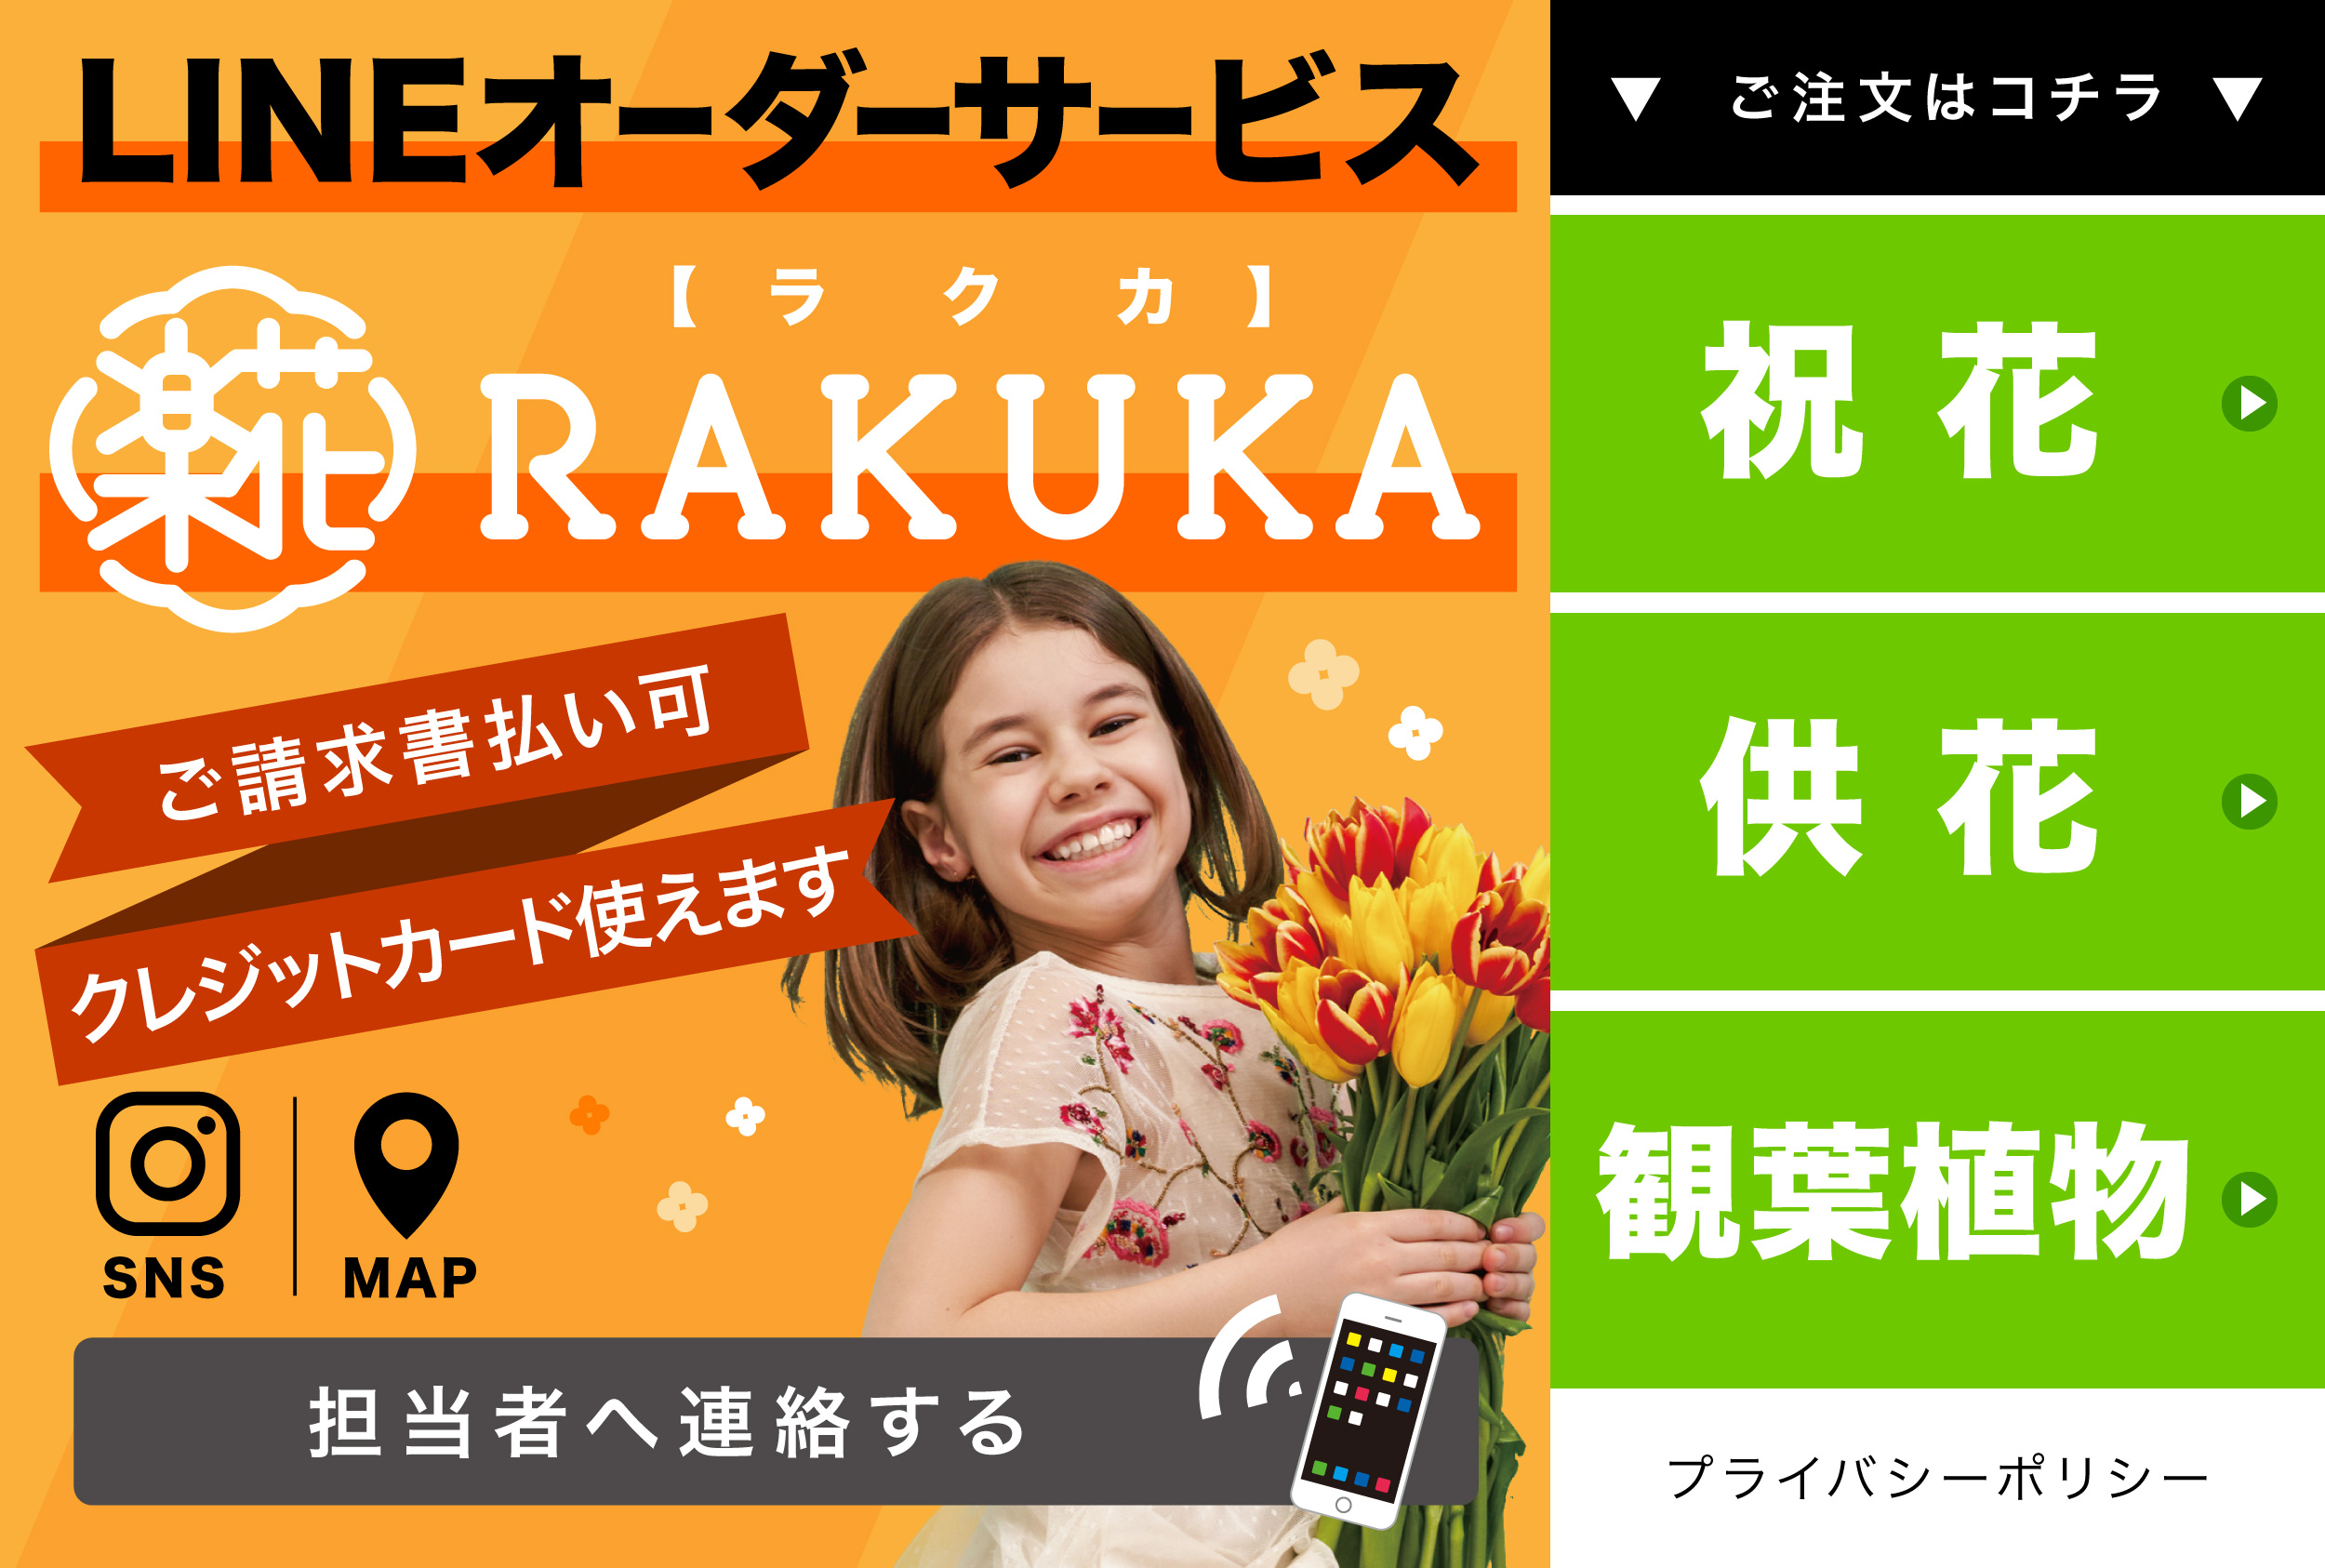 LINEオーダーサービス
【ラクカ】
楽花
RAKUKA
ご請求書払い可
クレジットカード使えます
SNS
MAP
担当者へ連絡する
▼ ご注文はコチラ ▼
祝花
供花
観葉植物
プライバシーポリシー